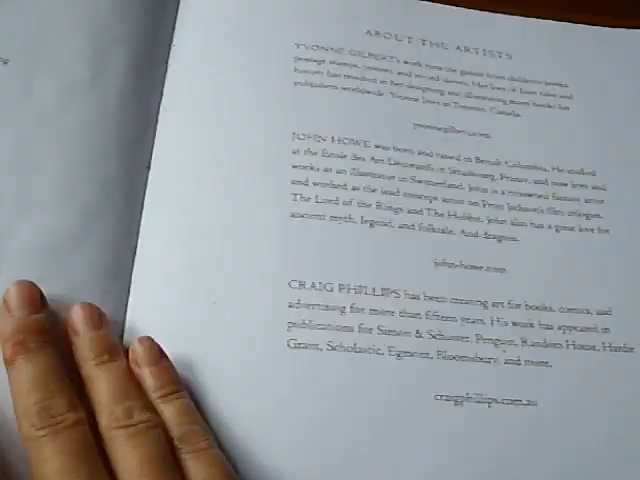 ABOUT THE ARTISTS
YVONNE GILBERT's work runs the gamut from children's books,
postage stamps, and record sleeves. Her love of fairy tales and
history has resulted in her designing and illustrating many books for
publishers worldwide. Yvonne lives in Toronto, Canada.
yvonnegilbert.com
JOHN HOWE was born and raised in British Columbia. He studied
at the École des Arts Décoratifs in Strasbourg, France, and now lives and
works as an illustrator in Switzerland. John is a renowned fantasy artist
and worked as the lead concept artist on Peter Jackson's film trilogies,
The Lord of the Rings and The Hobbit. John also has a great love for
ancient myth, legend, and folktale. And dragons.
john-howe.com
CRAIG PHILLIPS has been creating art for books, comics, and
advertising for more than fifteen years. His work has appeared in
publications for Simon & Schuster, Penguin, Random House, Hardie
Grant, Scholastic, Egmont, Bloomsbury, and more.
craigphillips.com.au